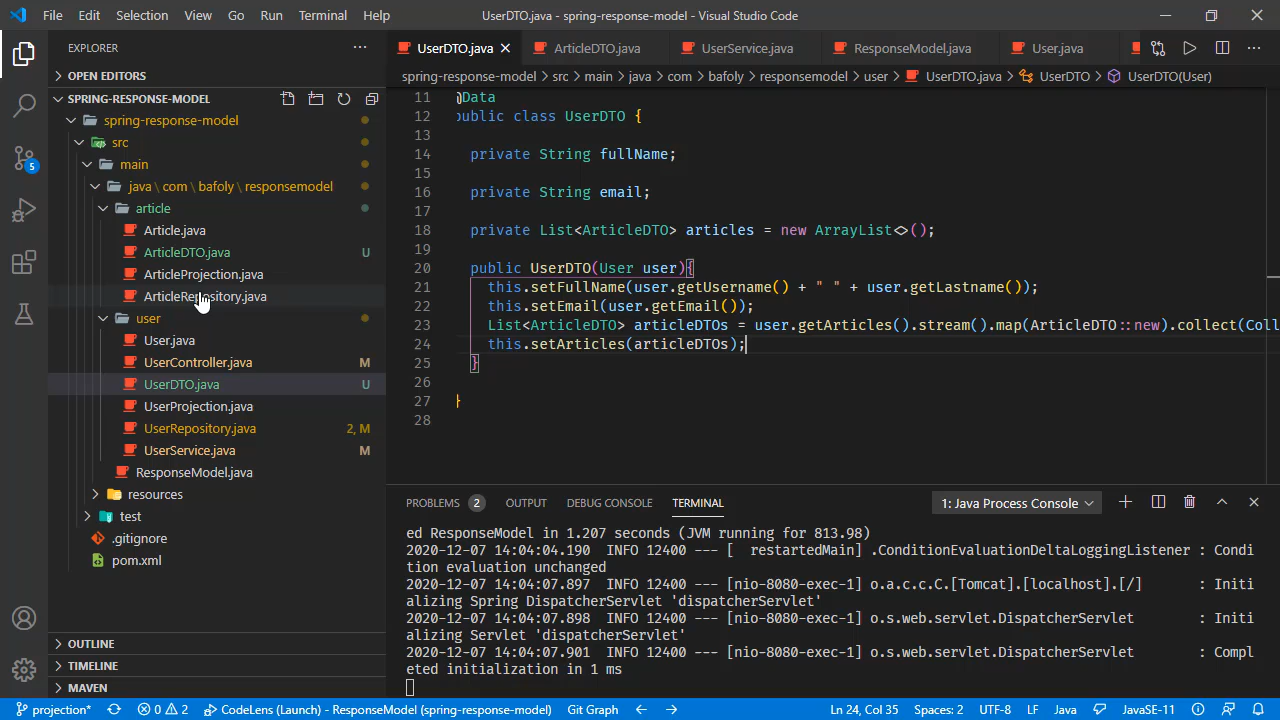 File Edit Selection View Go Run Terminal Help UserDTO.java - spring-response-model - Visual Studio Code
EXPLORER
OPEN EDITORS
SPRING-RESPONSE-MODEL
spring-response-model
src
main
java \ com \ bafoly \ responsemodel
article
Article.java
ArticleDTO.java U
ArticleProjection.java
ArticleRepository.java
user
User.java
UserController.java M
UserDTO.java U
UserProjection.java
UserRepository.java 2, M
UserService.java M
ResponseModel.java
resources
test
.gitignore
pom.xml
OUTLINE
TIMELINE
MAVEN
5
UserDTO.java ArticleDTO.java UserService.java ResponseModel.java User.java
spring-response-model > src > main > java > com > bafoly > responsemodel > user > UserDTO.java > UserDTO > UserDTO(User)
11 @Data
12 public class UserDTO {
13
14 private String fullName;
15
16 private String email;
17
18 private List<ArticleDTO> articles = new ArrayList<>();
19
20 public UserDTO(User user){
21 this.setFullName(user.getUsername() + " " + user.getLastname());
22 this.setEmail(user.getEmail());
23 List<ArticleDTO> articleDTOs = user.getArticles().stream().map(ArticleDTO::new).collect(Coll
24 this.setArticles(articleDTOs);
25 }
26
27 }
28
PROBLEMS 2 OUTPUT DEBUG CONSOLE TERMINAL 1: Java Process Console
ed ResponseModel in 1.207 seconds (JVM running for 813.98)
2020-12-07 14:04:04.190 INFO 12400 --- [ restartedMain] .ConditionEvaluationDeltaLoggingListener : Condi
tion evaluation unchanged
2020-12-07 14:04:07.897 INFO 12400 --- [nio-8080-exec-1] o.a.c.c.C.[Tomcat].[localhost].[/] : Initi
alizing Spring DispatcherServlet 'dispatcherServlet'
2020-12-07 14:04:07.898 INFO 12400 --- [nio-8080-exec-1] o.s.web.servlet.DispatcherServlet : Initi
alizing Servlet 'dispatcherServlet'
2020-12-07 14:04:07.901 INFO 12400 --- [nio-8080-exec-1] o.s.web.servlet.DispatcherServlet : Compl
eted initialization in 1 ms
projection* 0 2 CodeLens (Launch) - ResponseModel (spring-response-model) Git Graph Ln 24, Col 35 Spaces: 2 UTF-8 LF Java JavaSE-11